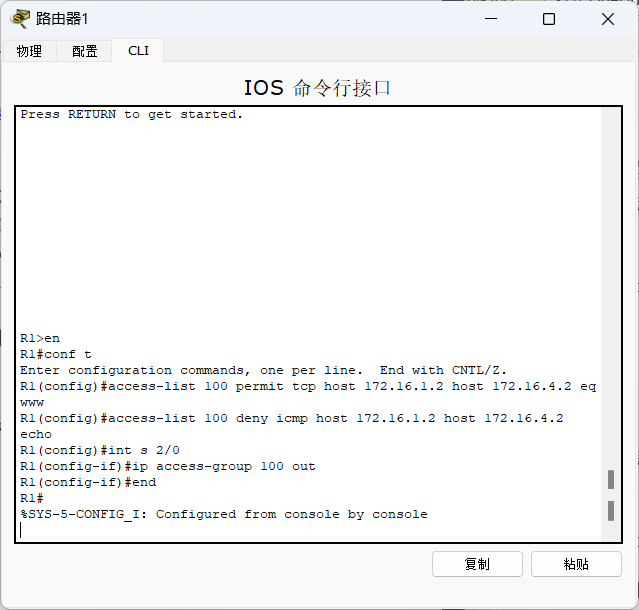 路由器1
物理 配置 CLI
IOS 命令行接口
Press RETURN to get started.
R1>en
R1#conf t
Enter configuration commands, one per line.  End with CNTL/Z.
R1(config)#access-list 100 permit tcp host 172.16.1.2 host 172.16.4.2 eq
www
R1(config)#access-list 100 deny icmp host 172.16.1.2 host 172.16.4.2
echo
R1(config)#int s 2/0
R1(config-if)#ip access-group 100 out
R1(config-if)#end
R1#
%SYS-5-CONFIG_I: Configured from console by console
复制 粘贴